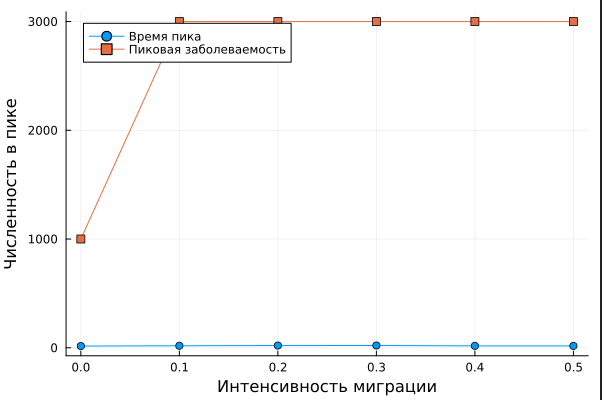 3000
Время пика
Пиковая заболеваемость
2000
1000
0
Численность в пике
0.0 0.1 0.2 0.3 0.4 0.5
Интенсивность миграции